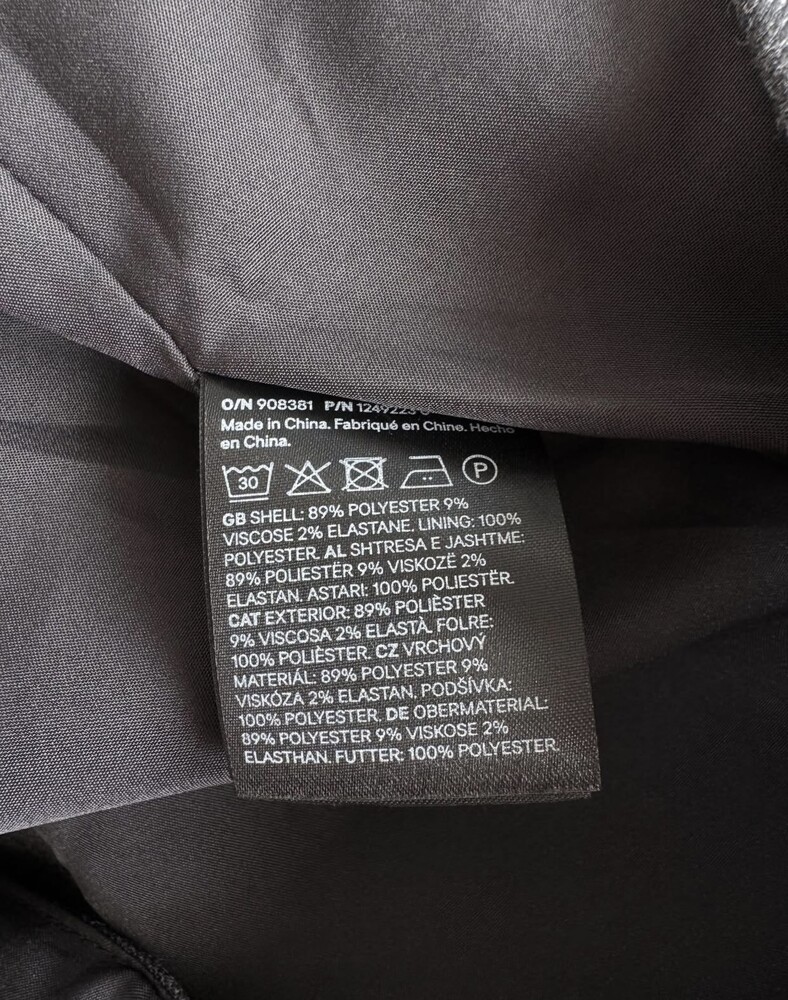 O/N 908381 P/N 1249223
Made in China. Fabriqué en Chine. Hecho
en China.
30
P
GB SHELL: 89% POLYESTER 9%
VISCOSE 2% ELASTANE. LINING: 100%
POLYESTER. AL SHTRESA E JASHTME:
89% POLIESTËR 9% VISKOZË 2%
ELASTAN. ASTARI: 100% POLIESTËR.
CAT EXTERIOR: 89% POLIÈSTER
9% VISCOSA 2% ELASTÀ. FOLRE:
100% POLIÈSTER. CZ VRCHOVÝ
MATERIÁL: 89% POLYESTER 9%
VISKÓZA 2% ELASTAN. PODŠÍVKA:
100% POLYESTER. DE OBERMATERIAL:
89% POLYESTER 9% VISKOSE 2%
ELASTHAN. FUTTER: 100% POLYESTER.